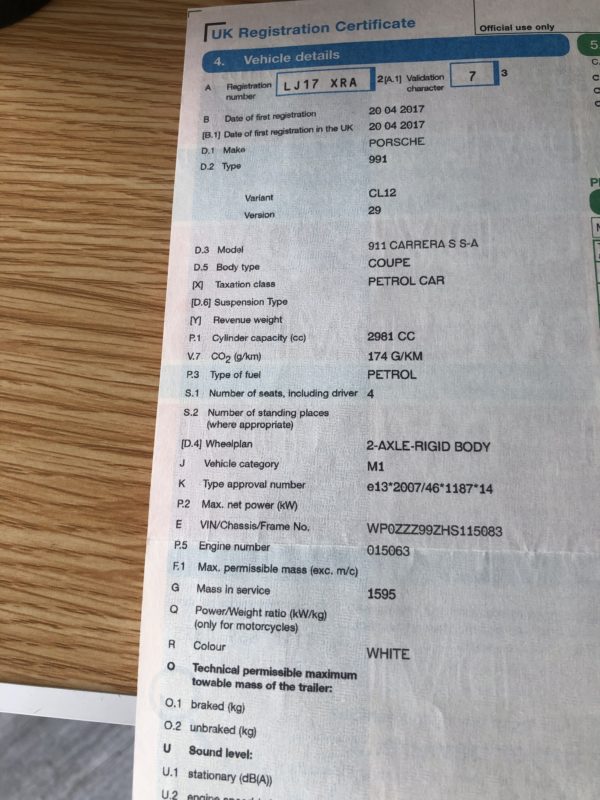 UK Registration Certificate
Official use only
4. Vehicle details
5
A Registration number LJ17 XRA 2 [A.1] Validation character 7 3
B Date of first registration 20 04 2017
[B.1] Date of first registration in the UK 20 04 2017
D.1 Make PORSCHE
D.2 Type 991
Variant CL12
Version 29
D.3 Model 911 CARRERA S S-A
D.5 Body type COUPE
[X] Taxation class PETROL CAR
[D.6] Suspension Type
[Y] Revenue weight
P.1 Cylinder capacity (cc) 2981 CC
V.7 CO2 (g/km) 174 G/KM
P.3 Type of fuel PETROL
S.1 Number of seats, including driver 4
S.2 Number of standing places
(where appropriate)
[D.4] Wheelplan 2-AXLE-RIGID BODY
J Vehicle category M1
K Type approval number e13*2007/46*1187*14
P.2 Max. net power (kW)
E VIN/Chassis/Frame No. WP0ZZZ99ZHS115083
P.5 Engine number 015063
F.1 Max. permissible mass (exc. m/c)
G Mass in service 1595
Q Power/Weight ratio (kW/kg)
(only for motorcycles)
R Colour WHITE
O Technical permissible maximum
towable mass of the trailer:
O.1 braked (kg)
O.2 unbraked (kg)
U Sound level:
U.1 stationary (dB(A))
U.2 engine